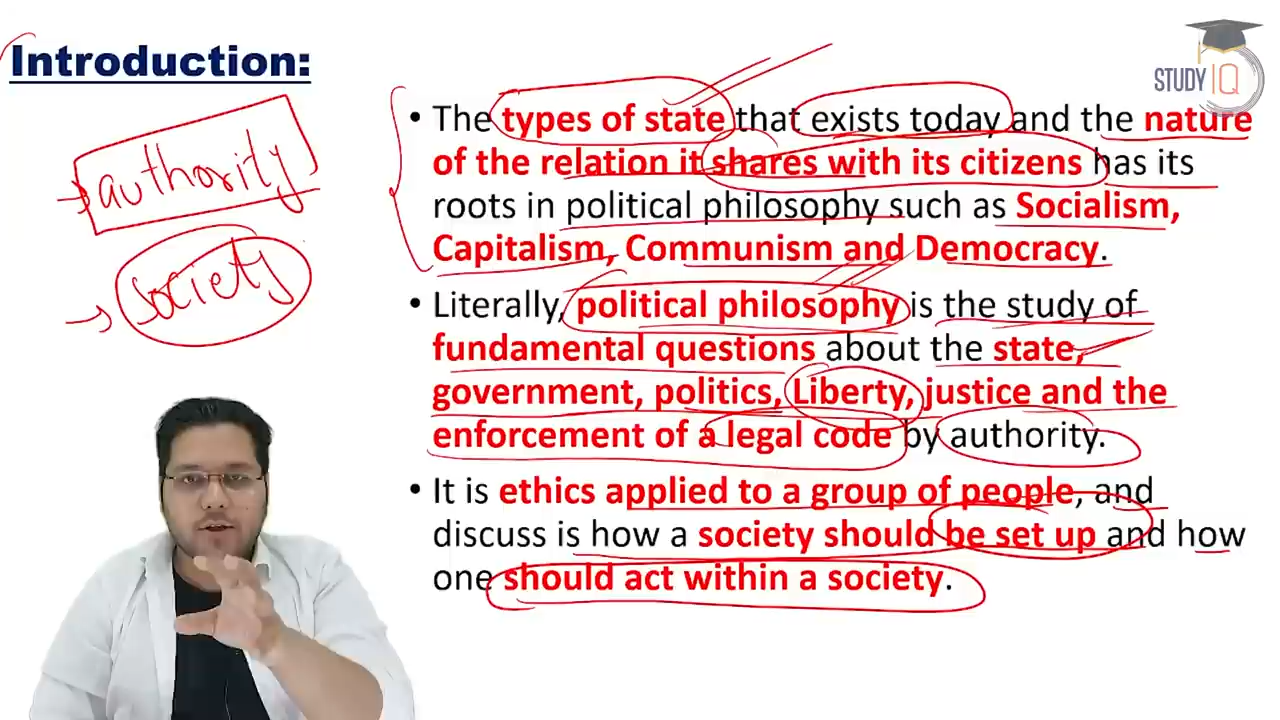 Introduction:
STUDY IQ
authority
society
• The types of state that exists today and the nature
of the relation it shares with its citizens has its
roots in political philosophy such as Socialism,
Capitalism, Communism and Democracy.
• Literally, political philosophy is the study of
fundamental questions about the state,
government, politics, Liberty, justice and the
enforcement of a legal code by authority.
• It is ethics applied to a group of people, and
discuss is how a society should be set up and how
one should act within a society.